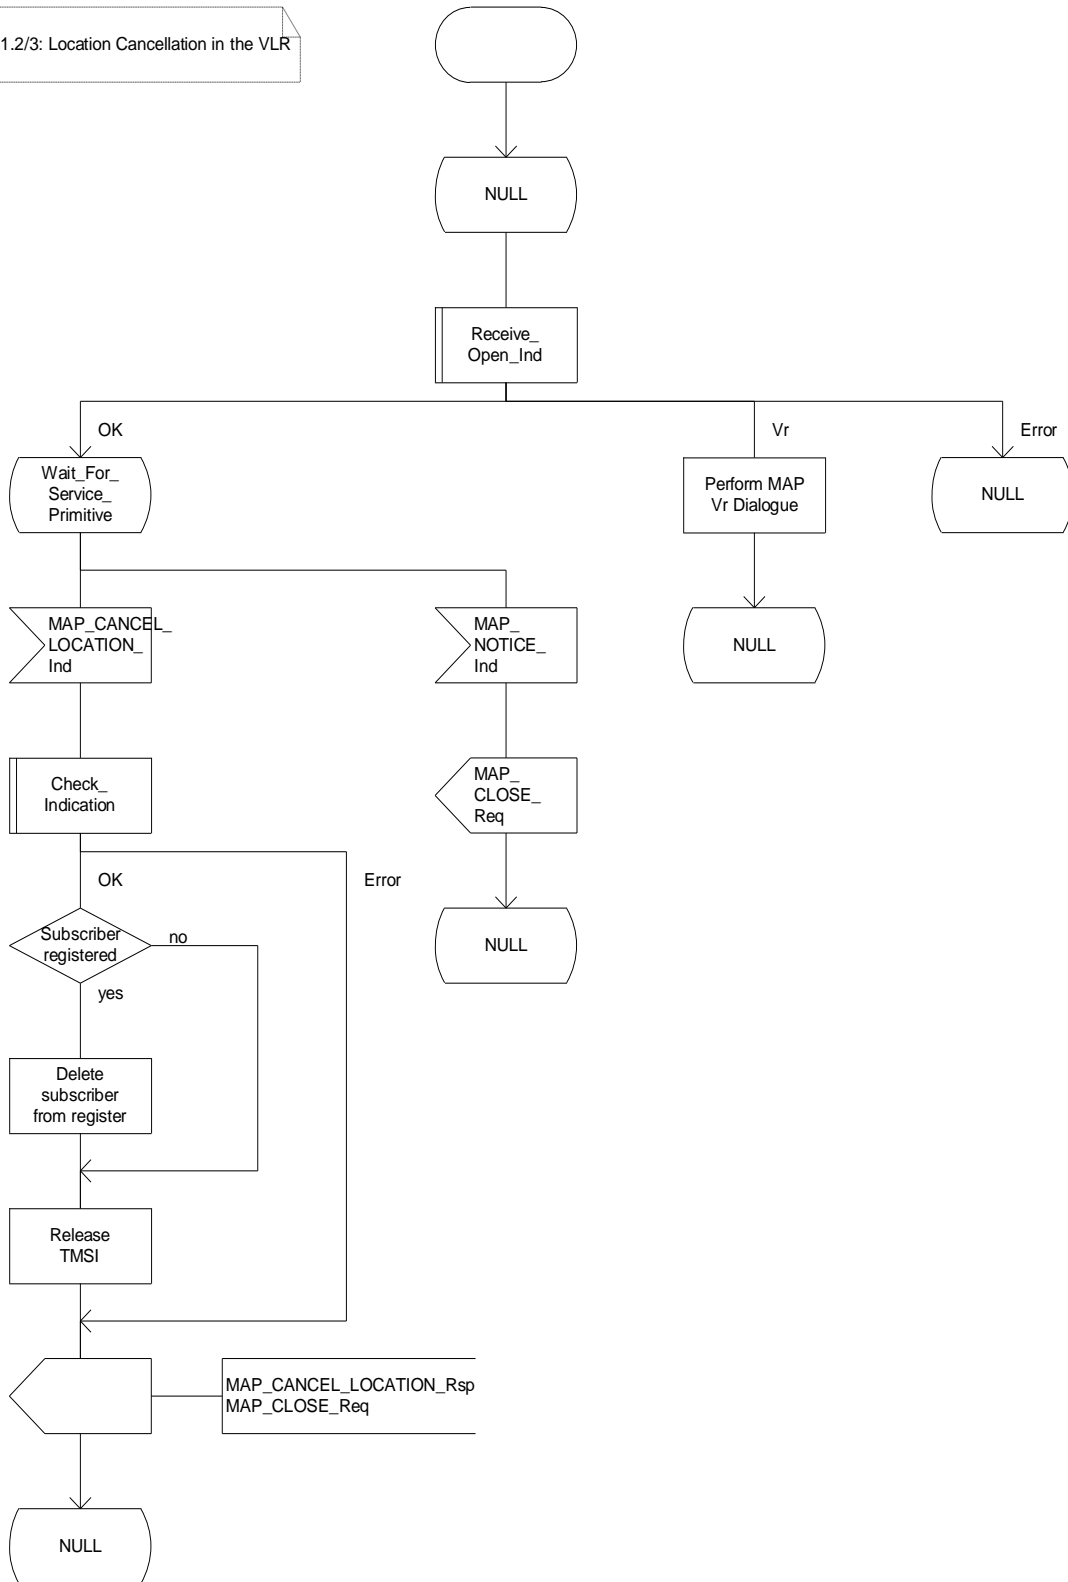 1.2/3: Location Cancellation in the VLR
NULL
Receive_
Open_Ind
OK
Vr
Error
Wait_For_
Service_
Primitive
Perform MAP
Vr Dialogue
NULL
MAP_CANCEL_
LOCATION_
Ind
MAP_
NOTICE_
Ind
NULL
Check_
Indication
MAP_
CLOSE_
Req
OK
Error
Subscriber
registered
no
NULL
yes
Delete
subscriber
from register
Release
TMSI
MAP_CANCEL_LOCATION_Rsp
MAP_CLOSE_Req
NULL